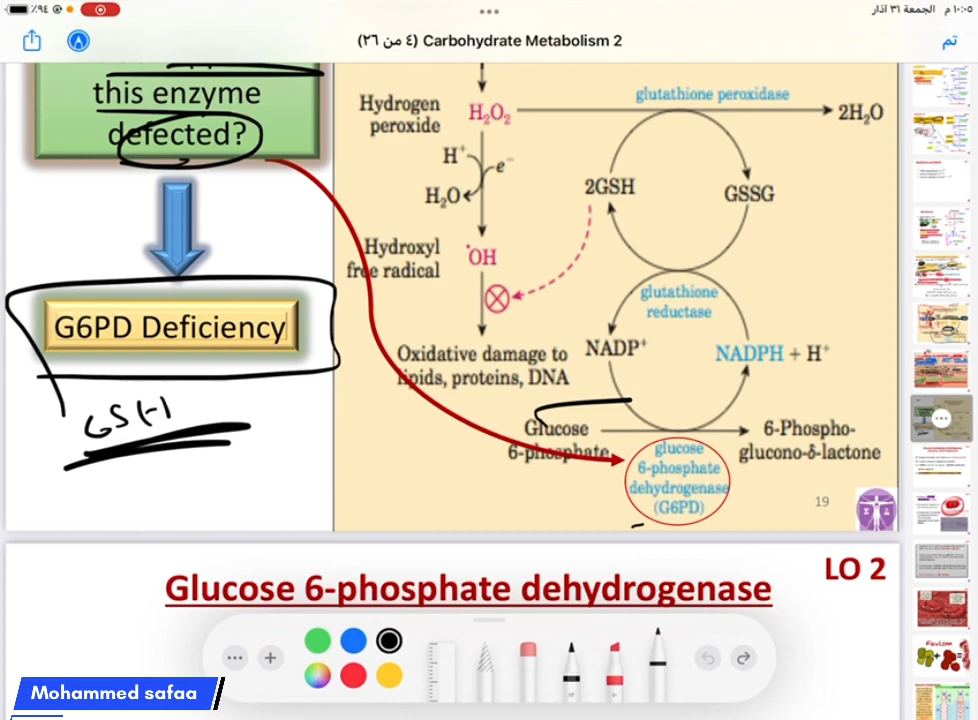 ٪٩٤
١٠:٠٥ م الجمعة ٣١ آذار
Carbohydrate Metabolism 2 (٤ من ٢٦)
تم
this enzyme
defected?
G6PD Deficiency
GSH
Hydrogen
peroxide
H₂O₂
glutathione peroxidase
2H₂O
H⁺
e⁻
H₂O
2GSH
GSSG
Hydroxyl
free radical
•OH
glutathione
reductase
Oxidative damage to
lipids, proteins, DNA
NADP⁺
NADPH + H⁺
Glucose
6-phosphate
6-Phospho-
glucono-δ-lactone
glucose
6-phosphate
dehydrogenase
(G6PD)
19
LO 2
Glucose 6-phosphate dehydrogenase
Mohammed safaa